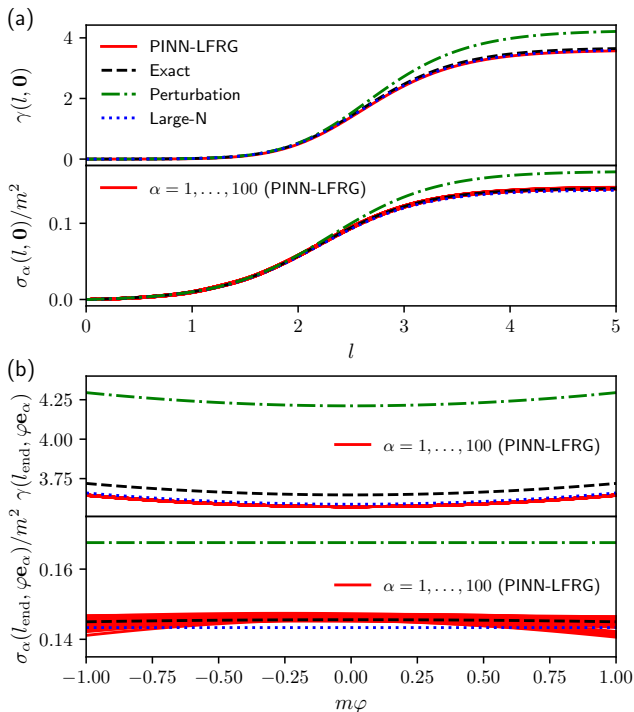 (a)
γ(l, 0)
4
2
0
PINN-LFRG
Exact
Perturbation
Large-N
σα(l, 0)/m²
0.1
0.0
α = 1, . . . , 100 (PINN-LFRG)
0 1 2 3 4 5
l
(b)
γ(lend, φeα)
4.25
4.00
3.75
α = 1, . . . , 100 (PINN-LFRG)
σα(lend, φeα)/m²
0.16
0.14
α = 1, . . . , 100 (PINN-LFRG)
−1.00 −0.75 −0.50 −0.25 0.00 0.25 0.50 0.75 1.00
mφ